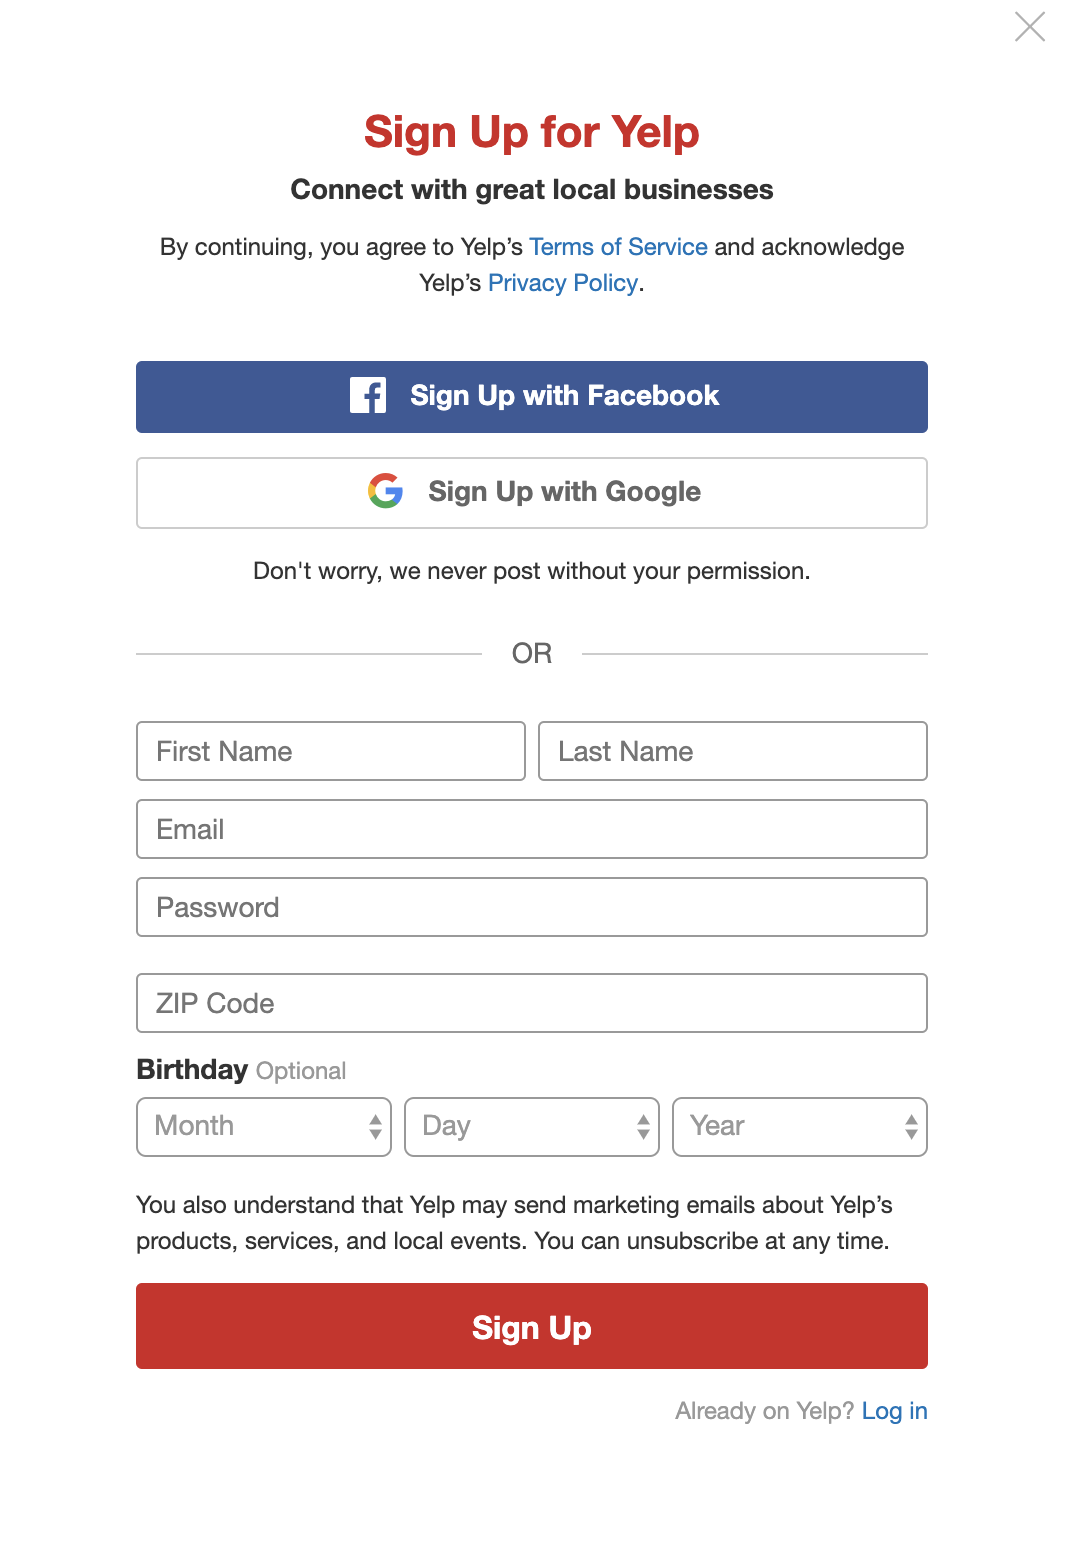 Sign Up for Yelp
Connect with great local businesses
By continuing, you agree to Yelp’s Terms of Service and acknowledge
Yelp’s Privacy Policy.
Sign Up with Facebook
Sign Up with Google
Don't worry, we never post without your permission.
OR
First Name Last Name
Email
Password
ZIP Code
Birthday Optional
Month Day Year
You also understand that Yelp may send marketing emails about Yelp’s
products, services, and local events. You can unsubscribe at any time.
Sign Up
Already on Yelp? Log in